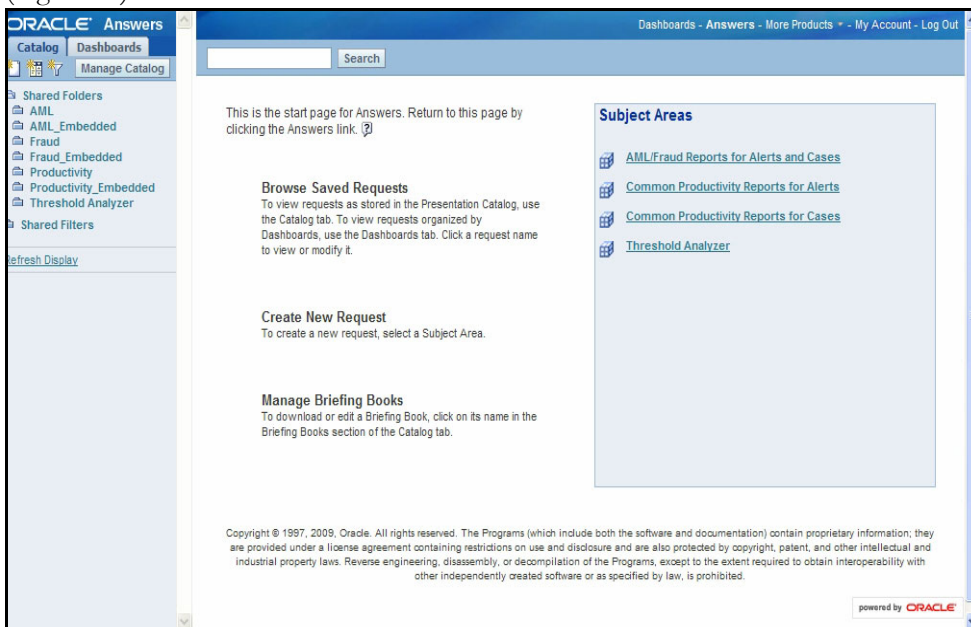 ORACLE Answers
Dashboards - Answers - More Products - My Account - Log Out
Catalog Dashboards
Manage Catalog
Search
Shared Folders
AML
AML_Embedded
Fraud
Fraud_Embedded
Productivity
Productivity_Embedded
Threshold Analyzer
Shared Filters
Refresh Display
This is the start page for Answers. Return to this page by
clicking the Answers link. ?
Browse Saved Requests
To view requests as stored in the Presentation Catalog, use
the Catalog tab. To view requests organized by
Dashboards, use the Dashboards tab. Click a request name
to view or modify it.
Create New Request
To create a new request, select a Subject Area.
Manage Briefing Books
To download or edit a Briefing Book, click on its name in the
Briefing Books section of the Catalog tab.
Subject Areas
AML/Fraud Reports for Alerts and Cases
Common Productivity Reports for Alerts
Common Productivity Reports for Cases
Threshold Analyzer
Copyright © 1997, 2009, Oracle. All rights reserved. The Programs (which include both the software and documentation) contain proprietary information; they
are provided under a license agreement containing restrictions on use and disclosure and are also protected by copyright, patent, and other intellectual and
industrial property laws. Reverse engineering, disassembly, or decompilation of the Programs, except to the extent required to obtain interoperability with
other independently created software or as specified by law, is prohibited.
powered by ORACLE